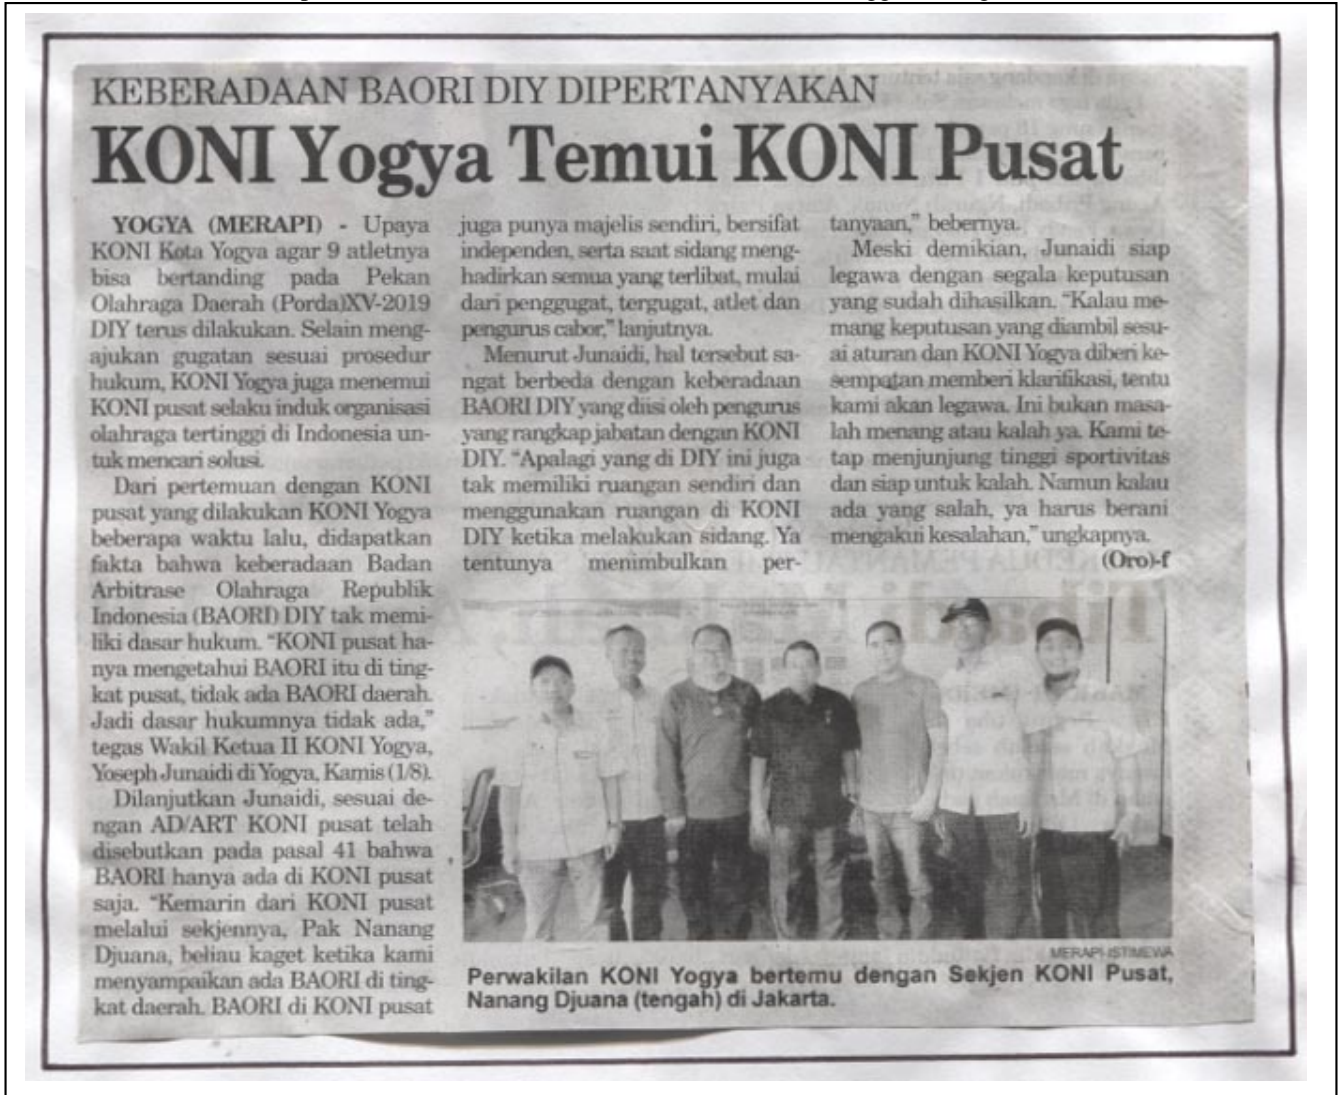 KEBERADAAN BAORI DIY DIPERTANYAKAN
KONI Yogya Temui KONI Pusat
YOGYA (MERAPI) - Upaya
KONI Kota Yogya agar 9 atletnya
bisa bertanding pada Pekan
Olahraga Daerah (Porda)XV-2019
DIY terus dilakukan. Selain meng-
ajukan gugatan sesuai prosedur
hukum, KONI Yogya juga menemui
KONI pusat selaku induk organisasi
olahraga tertinggi di Indonesia un-
tuk mencari solusi.
Dari pertemuan dengan KONI
pusat yang dilakukan KONI Yogya
beberapa waktu lalu, didapatkan
fakta bahwa keberadaan Badan
Arbitrase Olahraga Republik
Indonesia (BAORI) DIY tak memi-
liki dasar hukum. "KONI pusat ha-
nya mengetahui BAORI itu di ting-
kat pusat, tidak ada BAORI daerah.
Jadi dasar hukumnya tidak ada,"
tegas Wakil Ketua II KONI Yogya,
Yoseph Junaidi di Yogya, Kamis (1/8).
Dilanjutkan Junaidi, sesuai de-
ngan AD/ART KONI pusat telah
disebutkan pada pasal 41 bahwa
BAORI hanya ada di KONI pusat
saja. "Kemarin dari KONI pusat
melalui sekjennya, Pak Nanang
Djuana, beliau kaget ketika kami
menyampaikan ada BAORI di ting-
kat daerah. BAORI di KONI pusat
juga punya majelis sendiri, bersifat
independen, serta saat sidang meng-
hadirkan semua yang terlibat, mulai
dari penggugat, tergugat, atlet dan
pengurus cabor," lanjutnya.
Menurut Junaidi, hal tersebut sa-
ngat berbeda dengan keberadaan
BAORI DIY yang diisi oleh pengurus
yang rangkap jabatan dengan KONI
DIY. "Apalagi yang di DIY ini juga
tak memiliki ruangan sendiri dan
menggunakan ruangan di KONI
DIY ketika melakukan sidang. Ya
tentunya menimbulkan per-
tanyaan," bebernya.
Meski demikian, Junaidi siap
legawa dengan segala keputusan
yang sudah dihasilkan. "Kalau me-
mang keputusan yang diambil sesu-
ai aturan dan KONI Yogya diberi ke-
sempatan memberi klarifikasi, tentu
kami akan legawa. Ini bukan masa-
lah menang atau kalah ya. Kami te-
tap menjunjung tinggi sportivitas
dan siap untuk kalah. Namun kalau
ada yang salah, ya harus berani
mengakui kesalahan," ungkapnya.
(Oro)-f
MERAPI-ISTIMEWA
Perwakilan KONI Yogya bertemu dengan Sekjen KONI Pusat,
Nanang Djuana (tengah) di Jakarta.